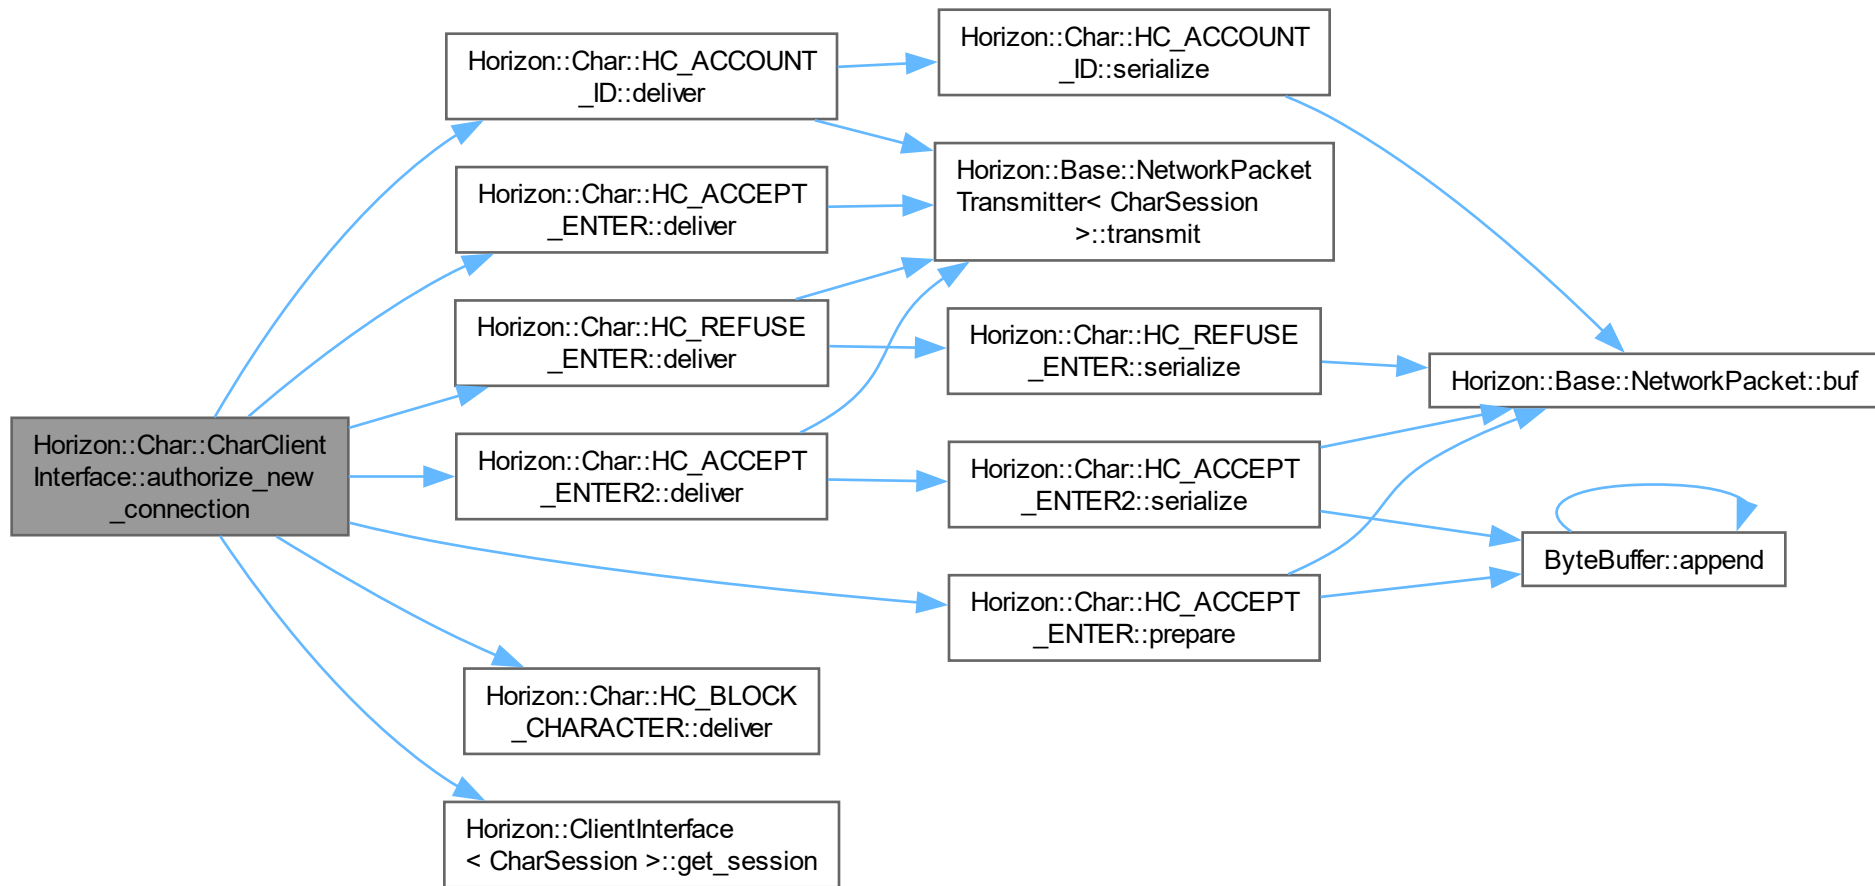 Horizon::Char::CharClient
Interface::authorize_new
_connection
Horizon::Char::HC_ACCOUNT
_ID::deliver
Horizon::Char::HC_ACCEPT
_ENTER::deliver
Horizon::Char::HC_REFUSE
_ENTER::deliver
Horizon::Char::HC_ACCEPT
_ENTER2::deliver
Horizon::Char::HC_BLOCK
_CHARACTER::deliver
Horizon::ClientInterface
< CharSession >::get_session
Horizon::Char::HC_ACCOUNT
_ID::serialize
Horizon::Base::NetworkPacket
Transmitter< CharSession
>::transmit
Horizon::Char::HC_REFUSE
_ENTER::serialize
Horizon::Char::HC_ACCEPT
_ENTER2::serialize
Horizon::Char::HC_ACCEPT
_ENTER::prepare
Horizon::Base::NetworkPacket::buf
ByteBuffer::append